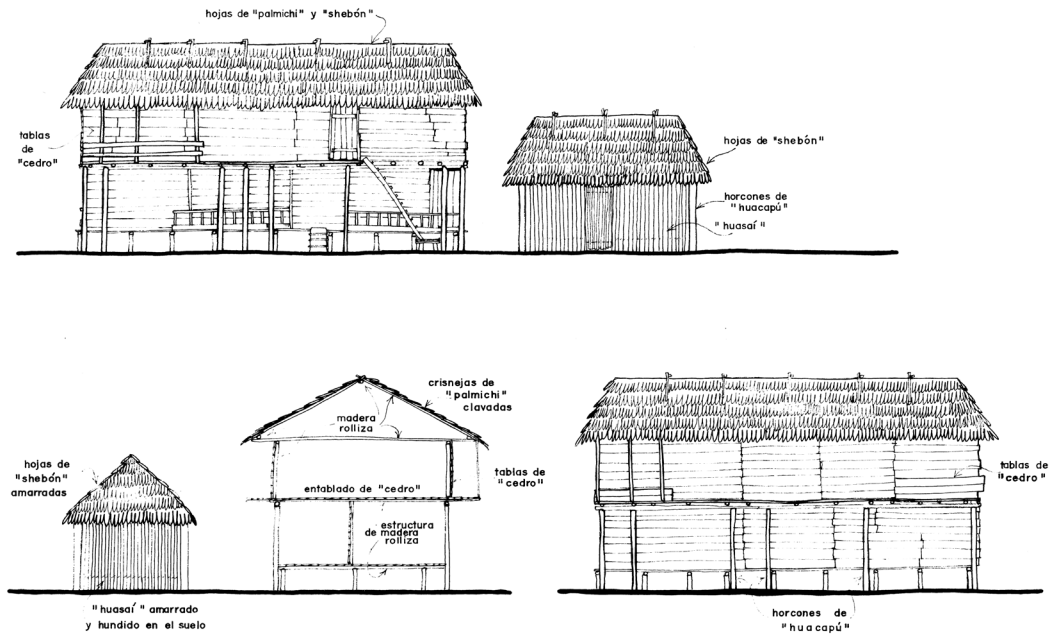 hojas de "palmichi" y "shebón"
tablas
de
"cedro"
hojas de "shebón"
horcones de
"huacapú"
"huasaí"
crisnejas de
"palmichi"
clavadas
madera
rolliza
hojas de
"shebón"
amarradas
entablado de "cedro"
tablas de
"cedro"
estructura
de madera
rolliza
"huasaí" amarrado
y hundido en el suelo
tablas de
"cedro"
horcones de
"huacapú"